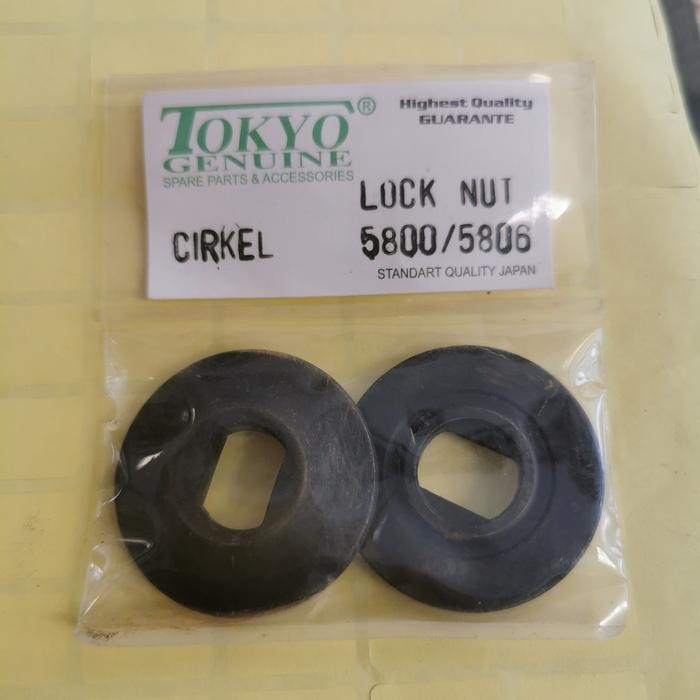 TOKYO ®
GENUINE
SPARE PARTS & ACCESSORIES
Highest Quality
GUARANTE
LOCK NUT
CIRKEL 5800/5806
STANDART QUALITY JAPAN